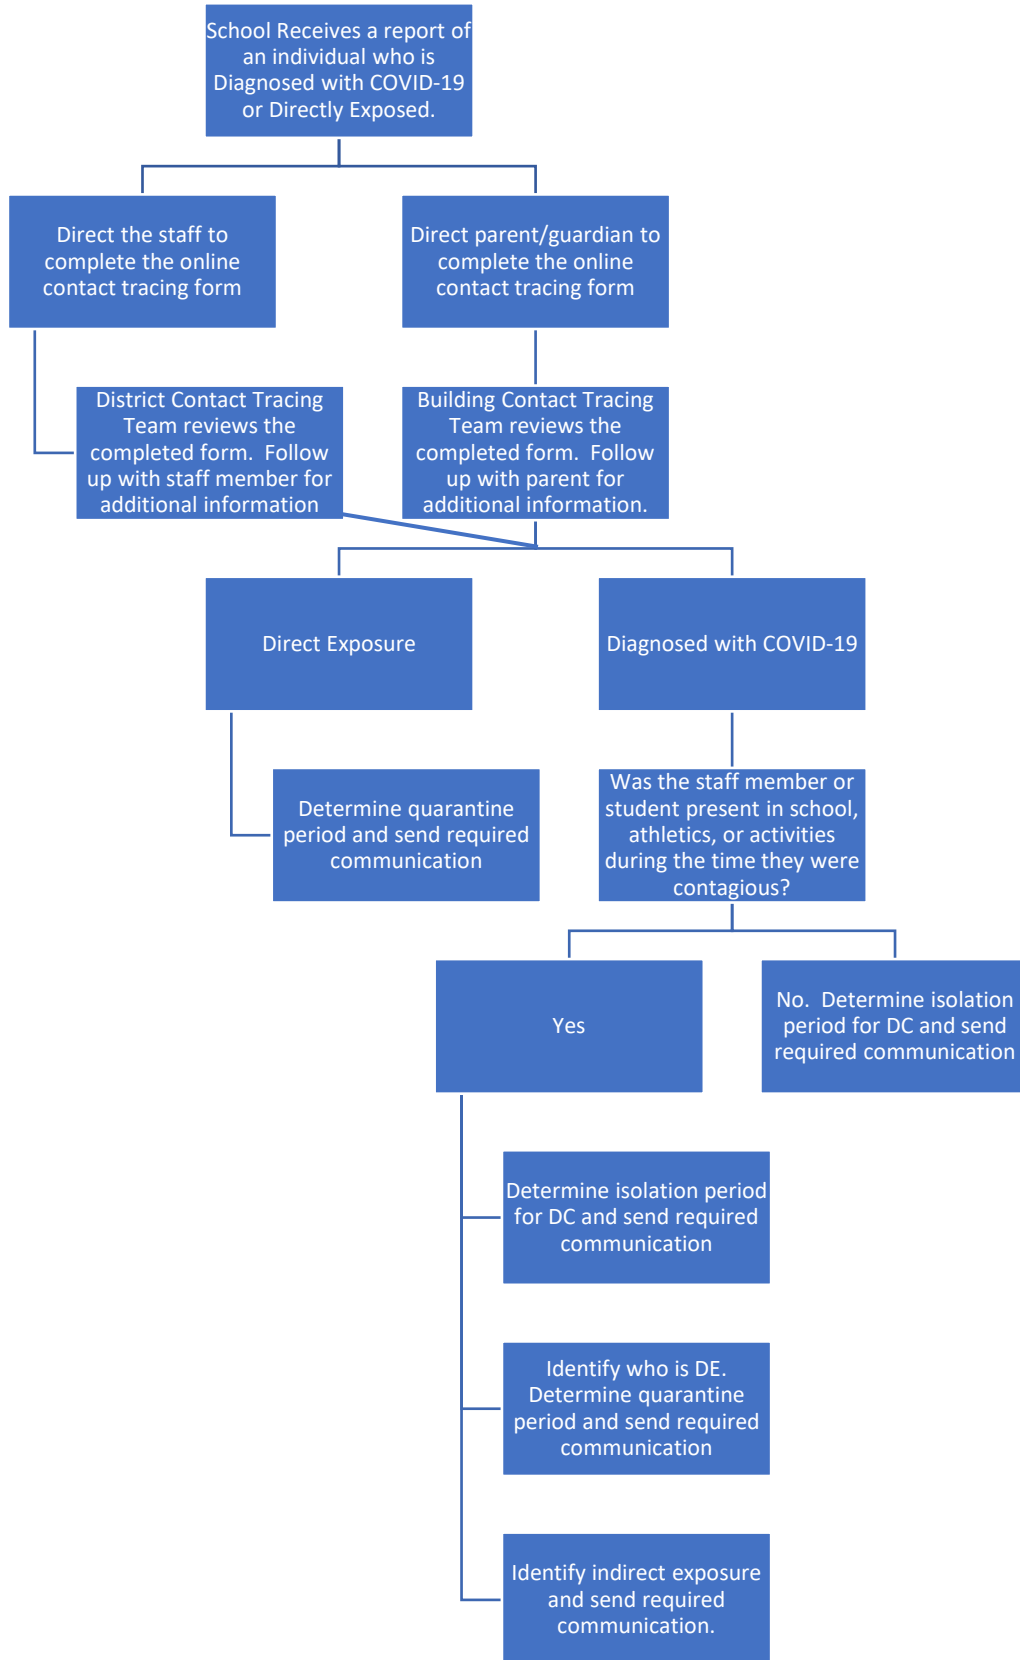 School Receives a report of
an individual who is
Diagnosed with COVID-19
or Directly Exposed.
Direct the staff to
complete the online
contact tracing form
Direct parent/guardian to
complete the online
contact tracing form
District Contact Tracing
Team reviews the
completed form.  Follow
up with staff member for
additional information
Building Contact Tracing
Team reviews the
completed form.  Follow
up with parent for
additional information.
Direct Exposure
Diagnosed with COVID-19
Determine quarantine
period and send required
communication
Was the staff member or
student present in school,
athletics, or activities
during the time they were
contagious?
Yes
No.  Determine isolation
period for DC and send
required communication
Determine isolation period
for DC and send required
communication
Identify who is DE.
Determine quarantine
period and send required
communication
Identify indirect exposure
and send required
communication.